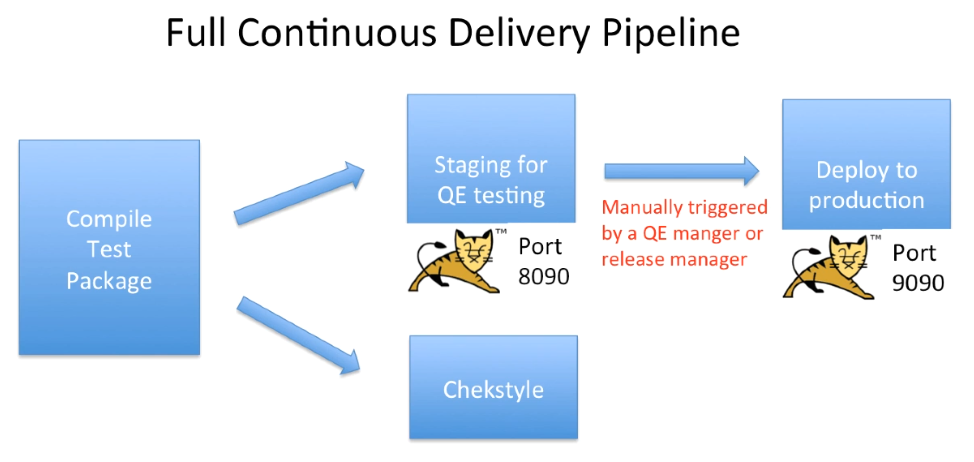 Full Continuous Delivery Pipeline
Compile
Test
Package
Staging for
QE testing
TM
Port
8090
Manually triggered
by a QE manger or
release manager
Deploy to
production
TM
Port
9090
Chekstyle